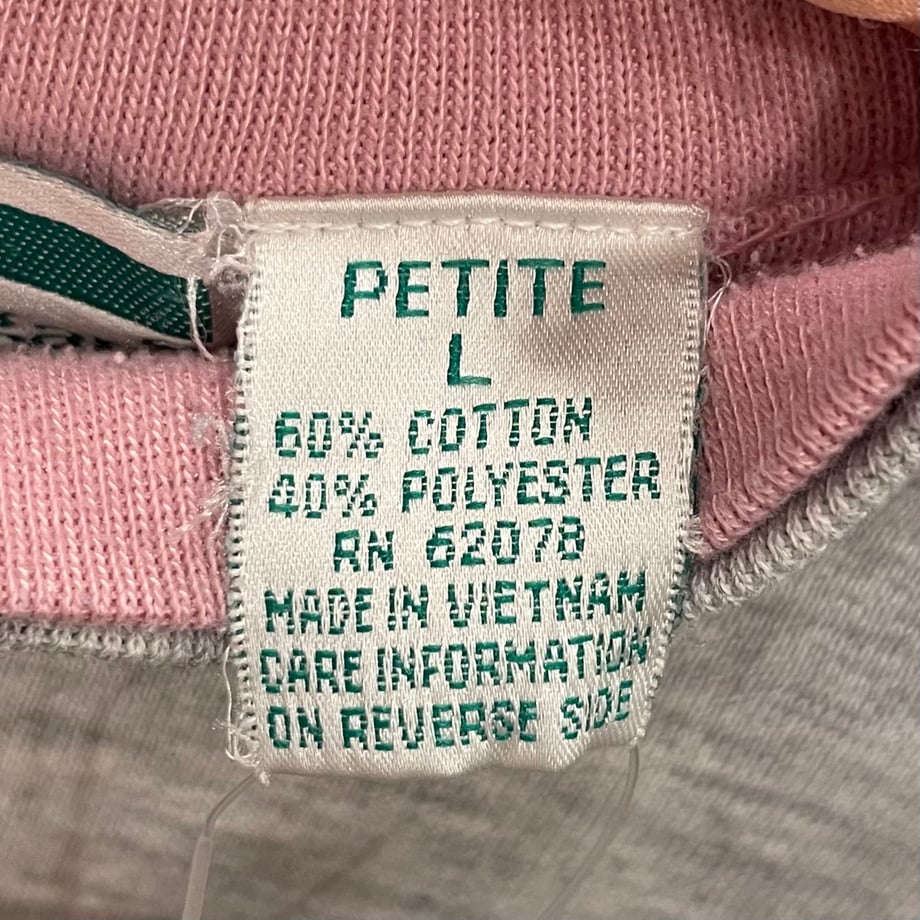 PETITE
L
60% COTTON
40% POLYESTER
RN 62078
MADE IN VIETNAM
CARE INFORMATION
ON REVERSE SIDE